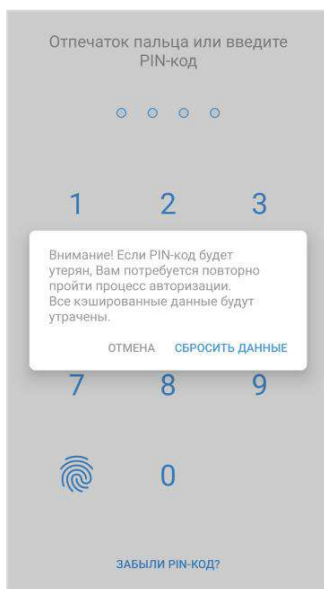 Отпечаток пальца или введите
PIN-код
1 2 3
Внимание! Если PIN-код будет
утерян, Вам потребуется повторно
пройти процесс авторизации.
Все кэшированные данные будут
утрачены.
ОТМЕНА СБРОСИТЬ ДАННЫЕ
7 8 9
0
ЗАБЫЛИ PIN-КОД?